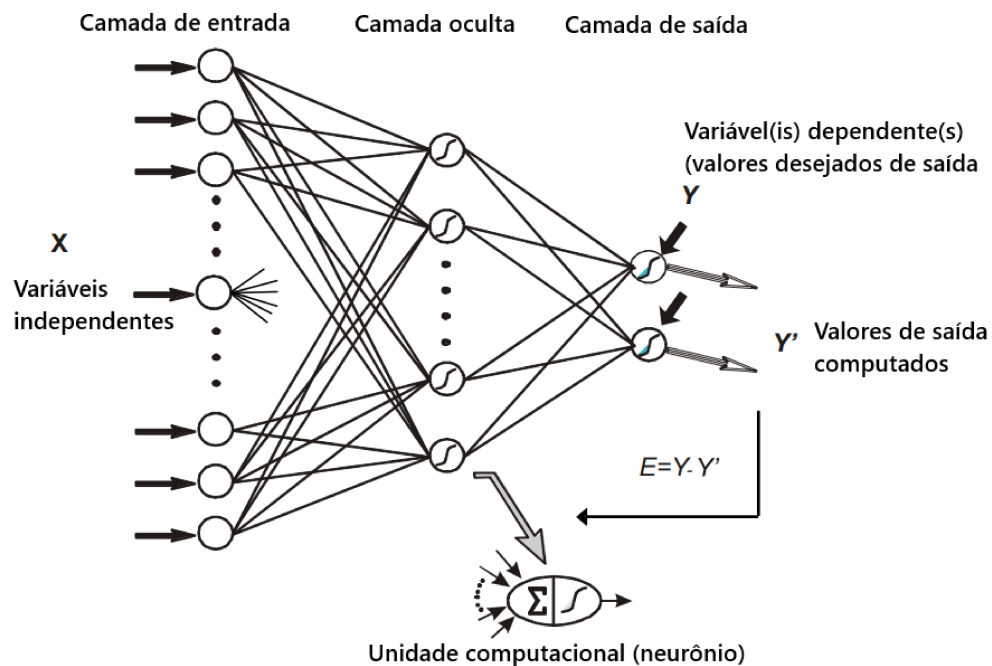 Camada de entrada
Camada oculta
Camada de saída
Variável(is) dependente(s)
(valores desejados de saída
Y
X
Variáveis
independentes
Y’
Valores de saída
computados
E=Y- Y’
Σ
Unidade computacional (neurônio)